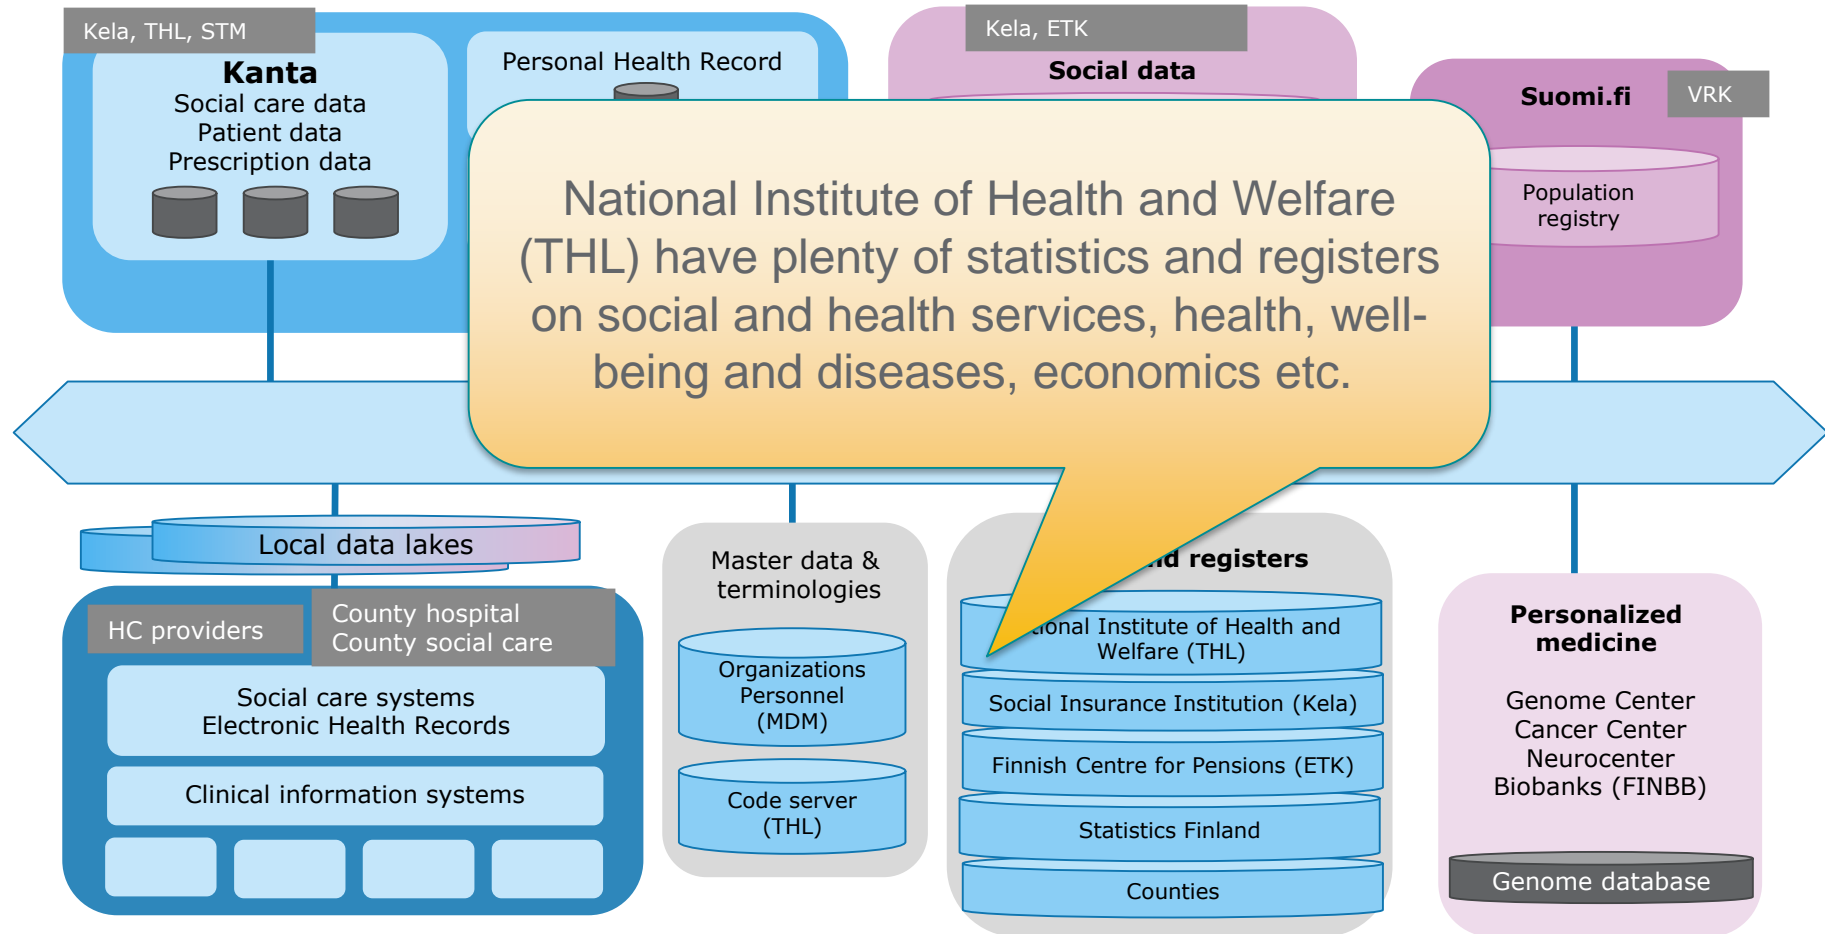 Kela, THL, STM
Kanta
Social care data
Patient data
Prescription data
Personal Health Record
Kela, ETK
Social data
Suomi.fi
VRK
Population
registry
National Institute of Health and Welfare
(THL) have plenty of statistics and registers
on social and health services, health, well-
being and diseases, economics etc.
Local data lakes
HC providers
County hospital
County social care
Social care systems
Electronic Health Records
Clinical information systems
Master data &
terminologies
Organizations
Personnel
(MDM)
Code server
(THL)
registers
Institute of Health and
Welfare (THL)
Social Insurance Institution (Kela)
Finnish Centre for Pensions (ETK)
Statistics Finland
Counties
Personalized
medicine
Genome Center
Cancer Center
Neurocenter
Biobanks (FINBB)
Genome database